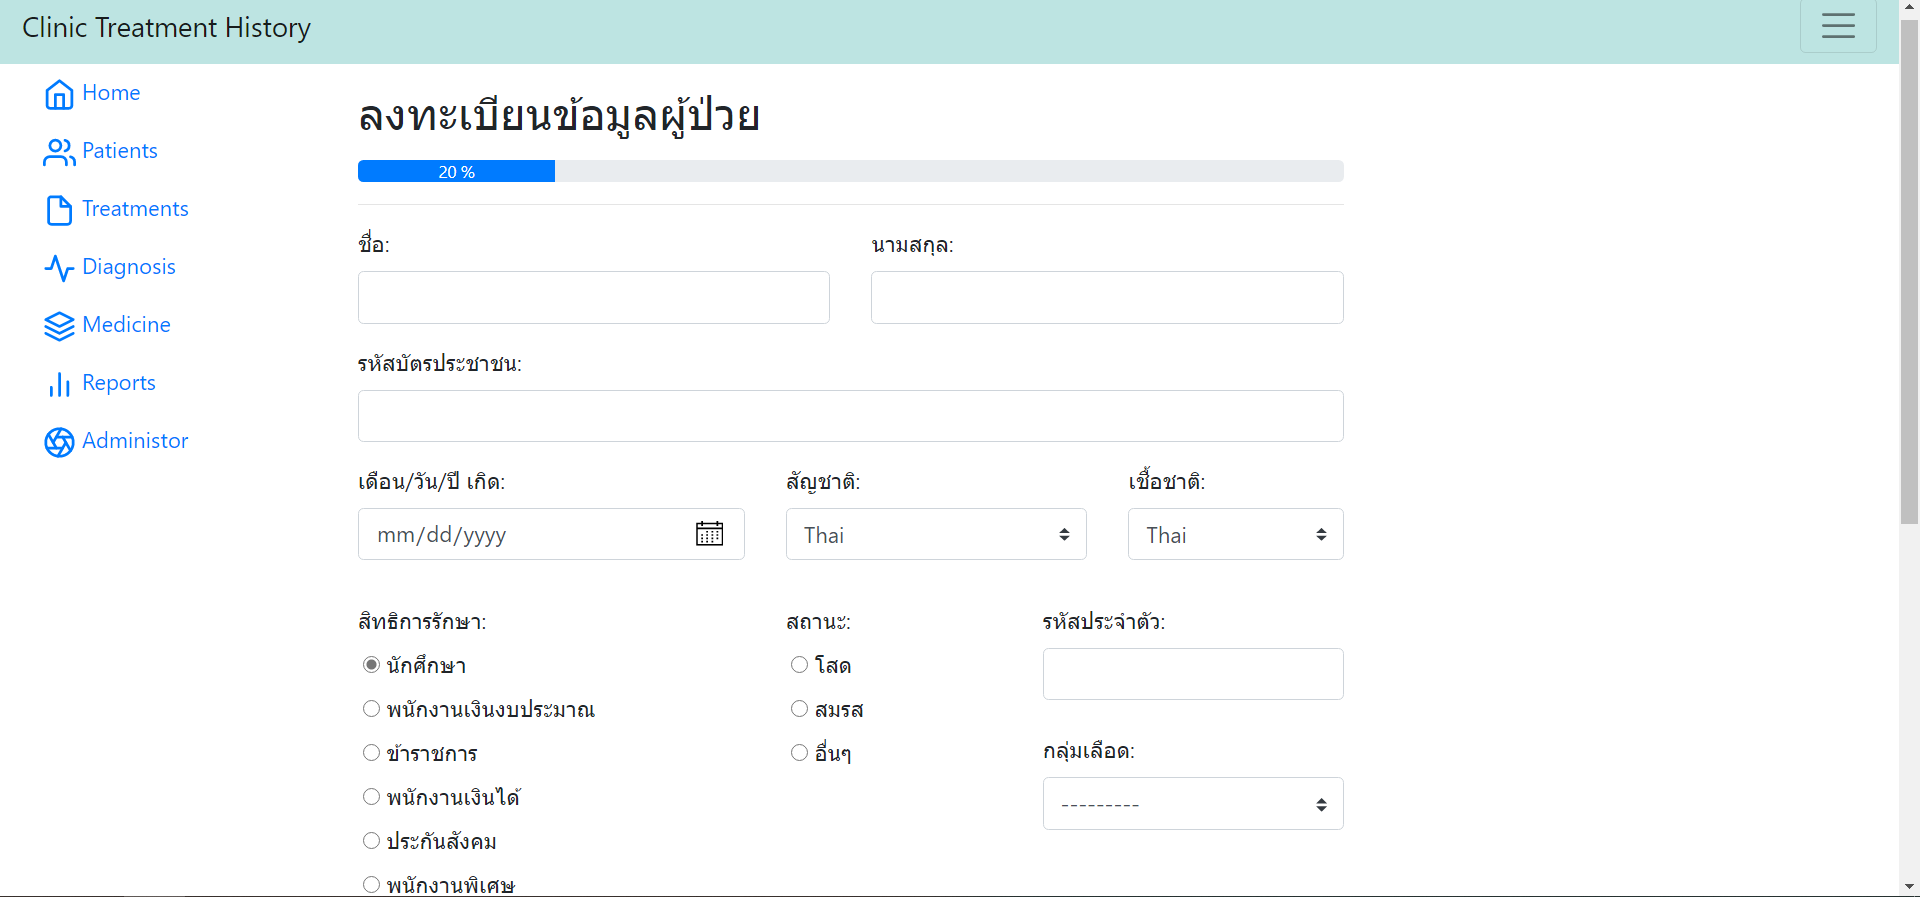 Clinic Treatment History
Home
Patients
Treatments
Diagnosis
Medicine
Reports
Administor
ลงทะเบียนข้อมูลผู้ป่วย
20 %
ชื่อ: นามสกุล:
รหัสบัตรประชาชน:
เดือน/วัน/ปี เกิด: สัญชาติ: เชื้อชาติ:
mm/dd/yyyy Thai Thai
สิทธิการรักษา: สถานะ: รหัสประจำตัว:
นักศึกษา โสด
พนักงานเงินงบประมาณ สมรส
ข้าราชการ อื่นๆ กลุ่มเลือด:
พนักงานเงินได้ ---------
ประกันสังคม
พนักงานพิเศษ